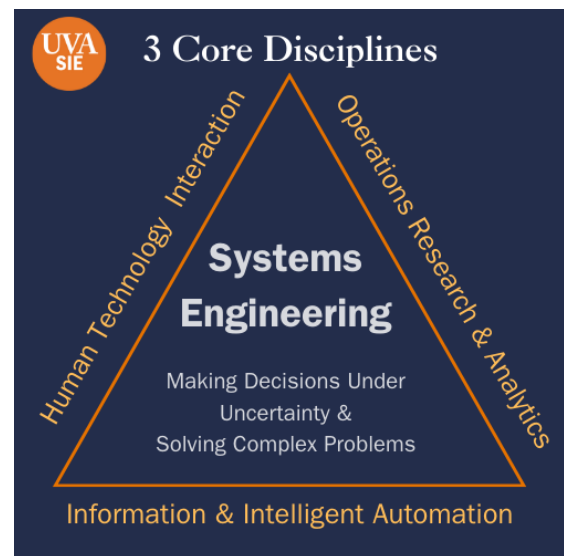 UVA
SIE
3 Core Disciplines
Human Technology Interaction
Operations Research & Analytics
Systems
Engineering
Making Decisions Under
Uncertainty &
Solving Complex Problems
Information & Intelligent Automation